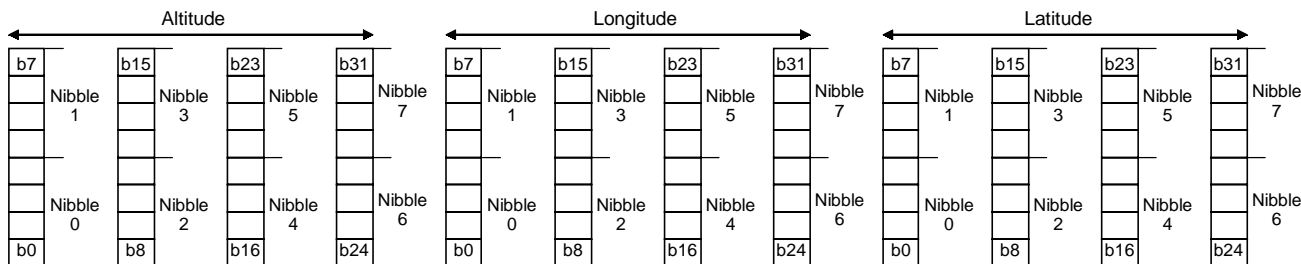 Altitude Longitude Latitude
b7 b15 b23 b31 b7 b15 b23 b31 b7 b15 b23 b31
Nibble 1 Nibble 3 Nibble 5 Nibble 7 Nibble 1 Nibble 3 Nibble 5 Nibble 7 Nibble 1 Nibble 3 Nibble 5 Nibble 7
Nibble 0 Nibble 2 Nibble 4 Nibble 6 Nibble 0 Nibble 2 Nibble 4 Nibble 6 Nibble 0 Nibble 2 Nibble 4 Nibble 6
b0 b8 b16 b24 b0 b8 b16 b24 b0 b8 b16 b24